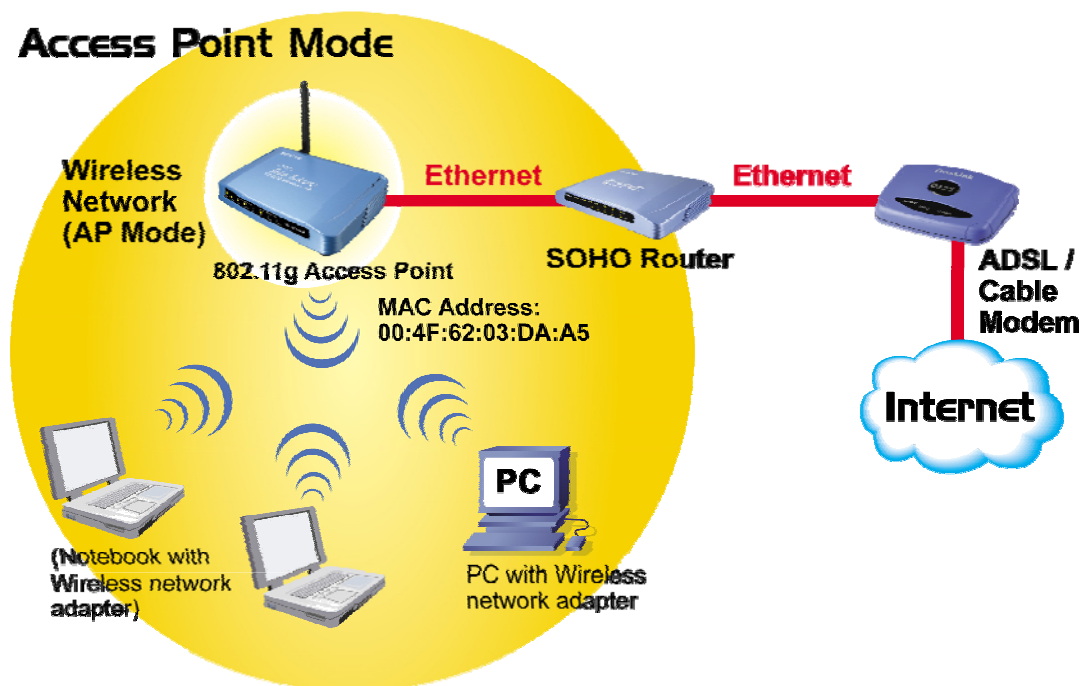 Access Point Mode
Wireless
Network
(AP Mode)
Ethernet
Ethernet
802.11g Access Point
SOHO Router
ADSL /
Cable
Modem
MAC Address:
00:4F:62:03:DA:A5
Internet
PC
(Notebook with
Wireless network
adapter)
PC with Wireless
network adapter